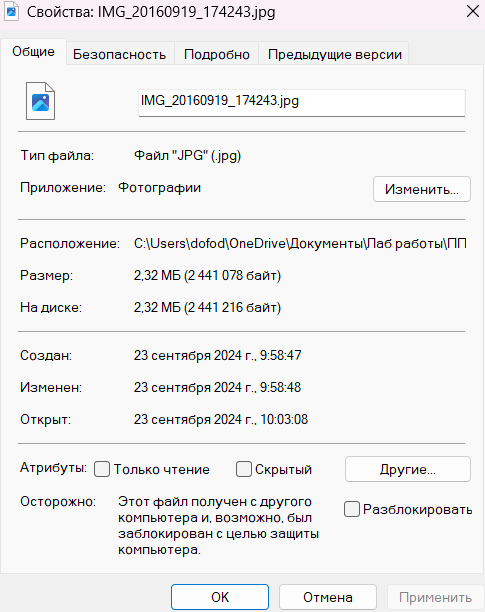 Свойства: IMG_20160919_174243.jpg
Общие Безопасность Подробно Предыдущие версии
IMG_20160919_174243.jpg
Тип файла: Файл "JPG" (.jpg)
Приложение: Фотографии Изменить...
Расположение: C:\Users\dofod\OneDrive\Документы\Лаб работы\ПП
Размер: 2,32 МБ (2 441 078 байт)
На диске: 2,32 МБ (2 441 216 байт)
Создан: 23 сентября 2024 г., 9:58:47
Изменен: 23 сентября 2024 г., 9:58:48
Открыт: 23 сентября 2024 г., 10:03:08
Атрибуты: Только чтение Скрытый Другие...
Осторожно: Этот файл получен с другого
компьютера и, возможно, был
заблокирован с целью защиты
компьютера.
Разблокировать
ОК Отмена Применить